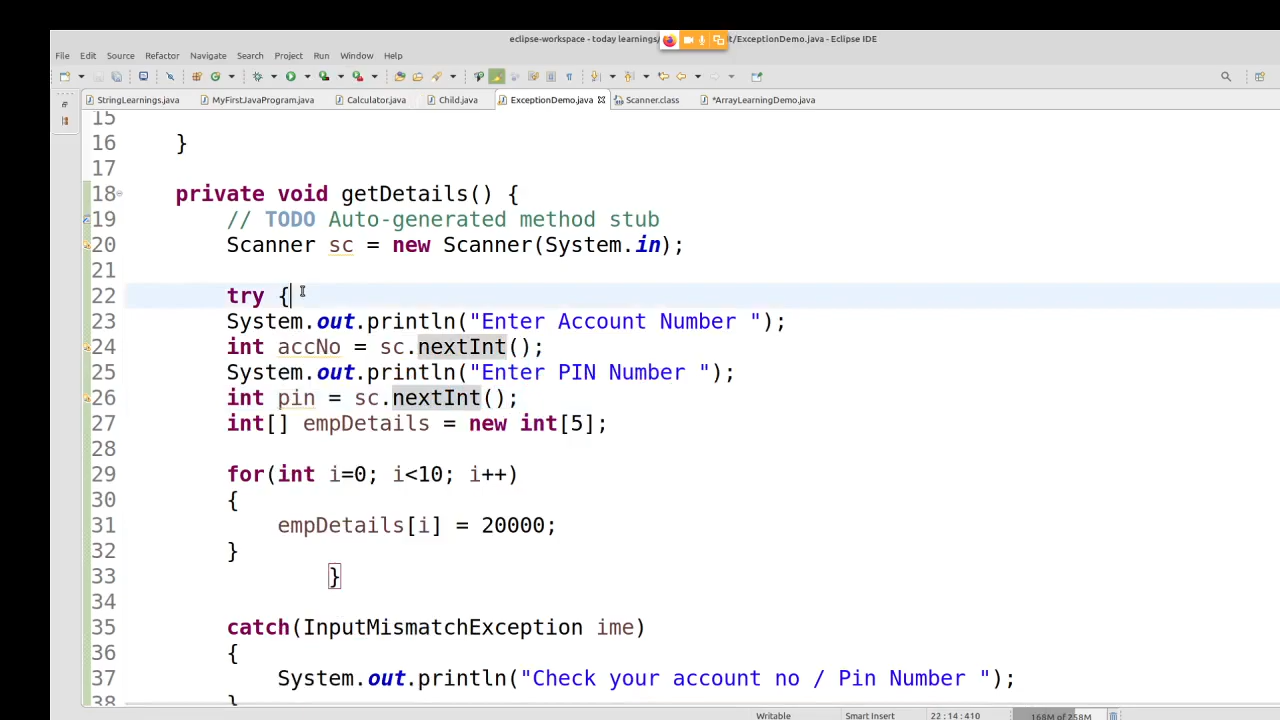 eclipse-workspace - today learnings/ t/ExceptionDemo.java - Eclipse IDE
File Edit Source Refactor Navigate Search Project Run Window Help
StringLearnings.java MyFirstJavaProgram.java Calculator.java Child.java ExceptionDemo.java Scanner.class *ArrayLearningDemo.java
15
16 }
17
18 private void getDetails() {
19 // TODO Auto-generated method stub
20 Scanner sc = new Scanner(System.in);
21
22 try {
23 System.out.println("Enter Account Number ");
24 int accNo = sc.nextInt();
25 System.out.println("Enter PIN Number ");
26 int pin = sc.nextInt();
27 int[] empDetails = new int[5];
28
29 for(int i=0; i<10; i++)
30 {
31 empDetails[i] = 20000;
32 }
33 }
34
35 catch(InputMismatchException ime)
36 {
37 System.out.println("Check your account no / Pin Number ");
38 }
Writable Smart Insert 22 : 14 : 410 168M of 258M